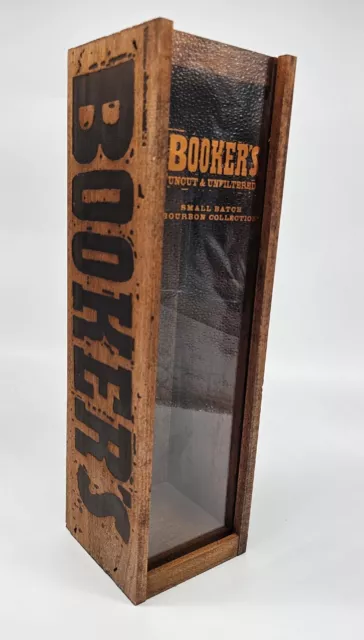 BOOKER'S
BOOKER'S
UNCUT & UNFILTERED
SMALL BATCH
BOURBON COLLECTION